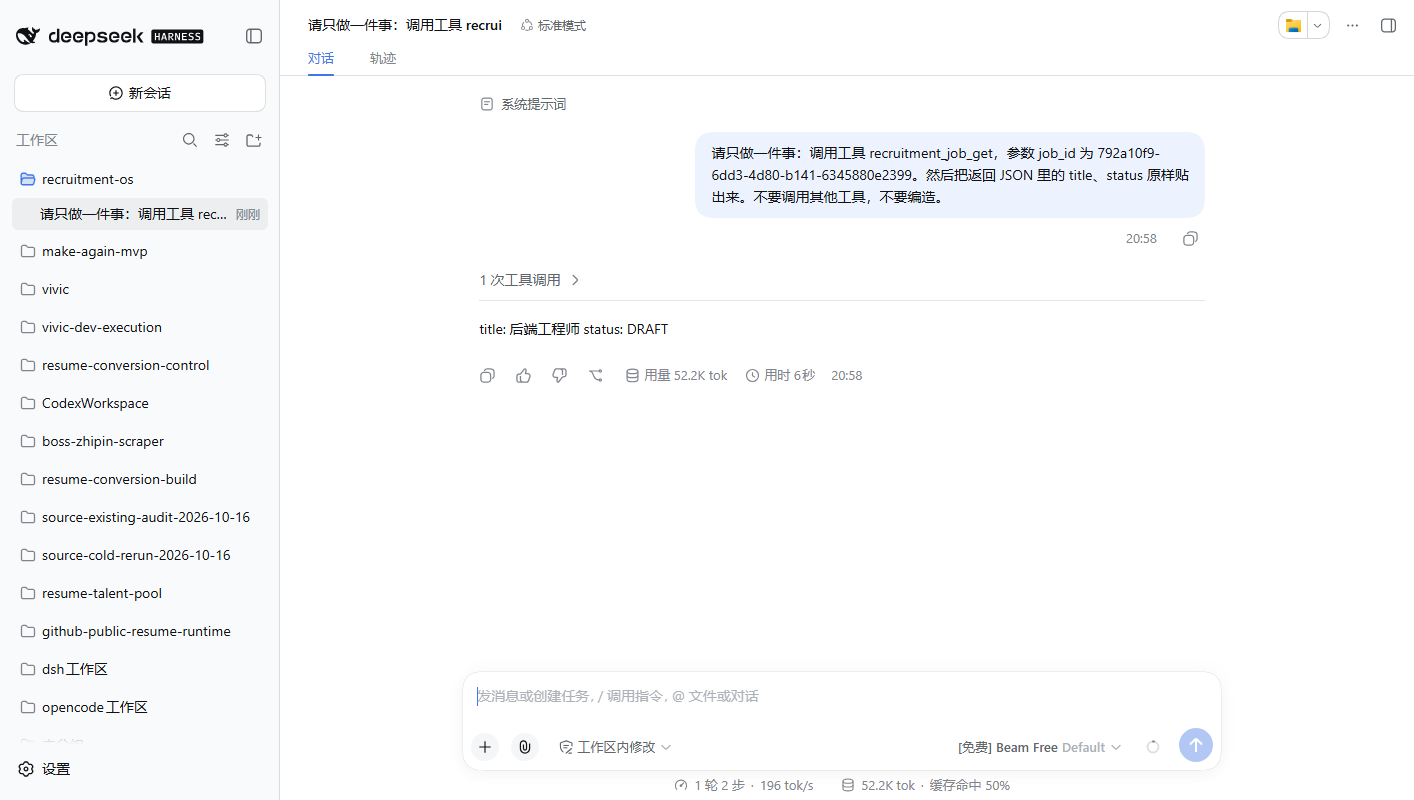 deepseek HARNESS
新会话
工作区
recruitment-os
请只做一件事：调用工具 rec... 刚刚
make-again-mvp
vivic
vivic-dev-execution
resume-conversion-control
CodexWorkspace
boss-zhipin-scraper
resume-conversion-build
source-existing-audit-2026-10-16
source-cold-rerun-2026-10-16
resume-talent-pool
github-public-resume-runtime
dsh工作区
opencode工作区
设置
请只做一件事：调用工具 recrui 标准模式
对话 轨迹
系统提示词
请只做一件事：调用工具 recruitment_job_get，参数 job_id 为 792a10f9-
6dd3-4d80-b141-6345880e2399。然后把返回 JSON 里的 title、status 原样贴
出来。不要调用其他工具，不要编造。
20:58
1 次工具调用
title: 后端工程师 status: DRAFT
用量 52.2K tok 用时 6秒 20:58
发消息或创建任务, / 调用指令, @ 文件或对话
工作区内修改 [免费] Beam Free Default
1 轮 2 步 · 196 tok/s 52.2K tok · 缓存命中 50%